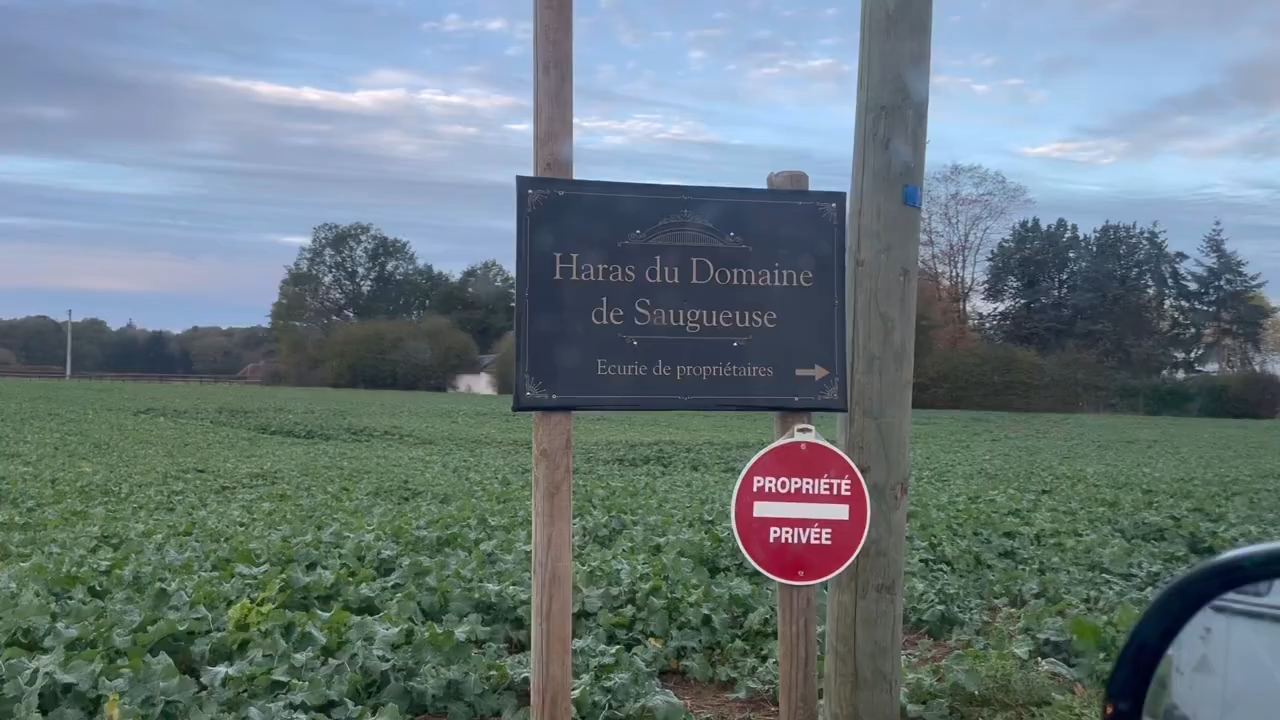 Haras du Domaine
de Saugueuse
Ecurie de propriétaires
PROPRIÉTÉ
PRIVÉE